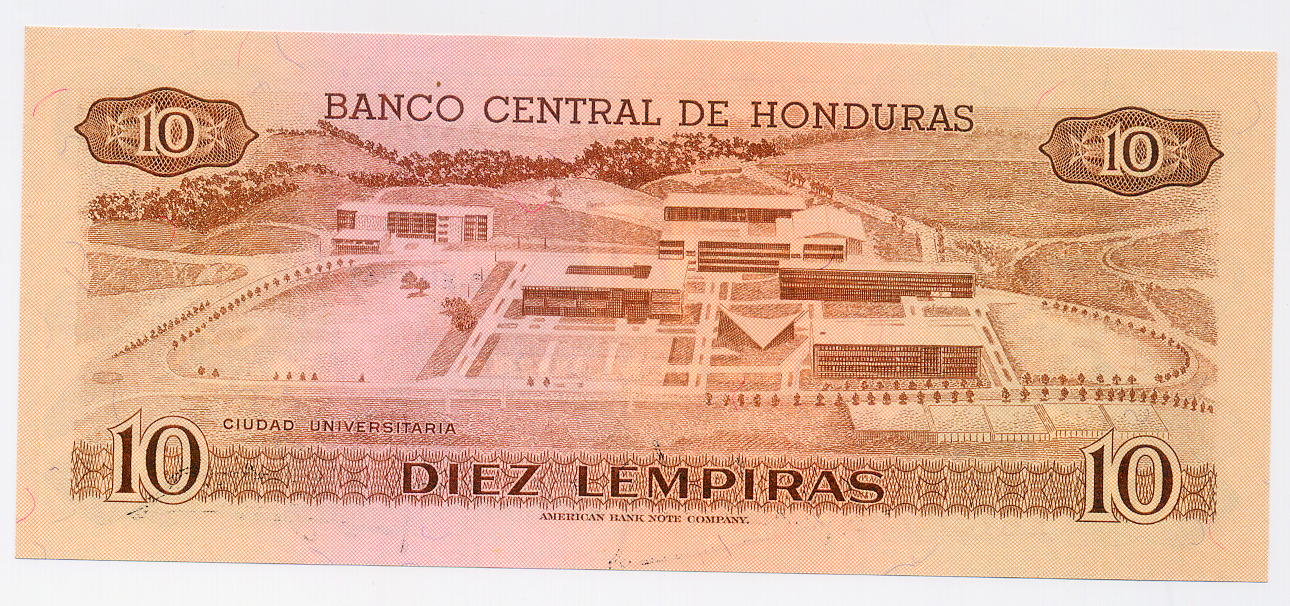 BANCO CENTRAL DE HONDURAS
10
10
CIUDAD UNIVERSITARIA
10
DIEZ LEMPIRAS
10
AMERICAN BANK NOTE COMPANY.